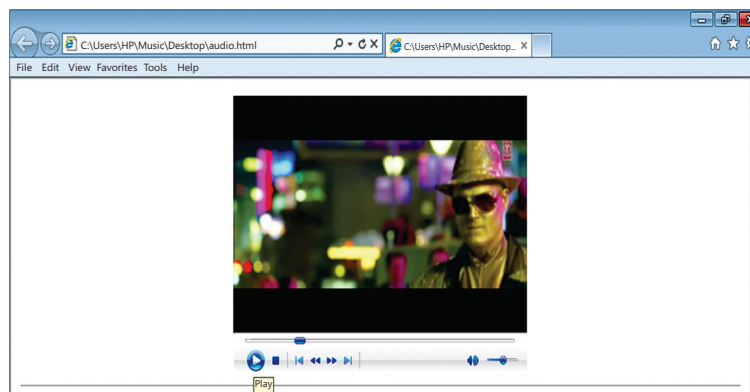 C:\Users\HP\Music\Desktop\audio.html
C:\Users\HP\Music\Desktop...
File Edit View Favorites Tools Help
T
Play